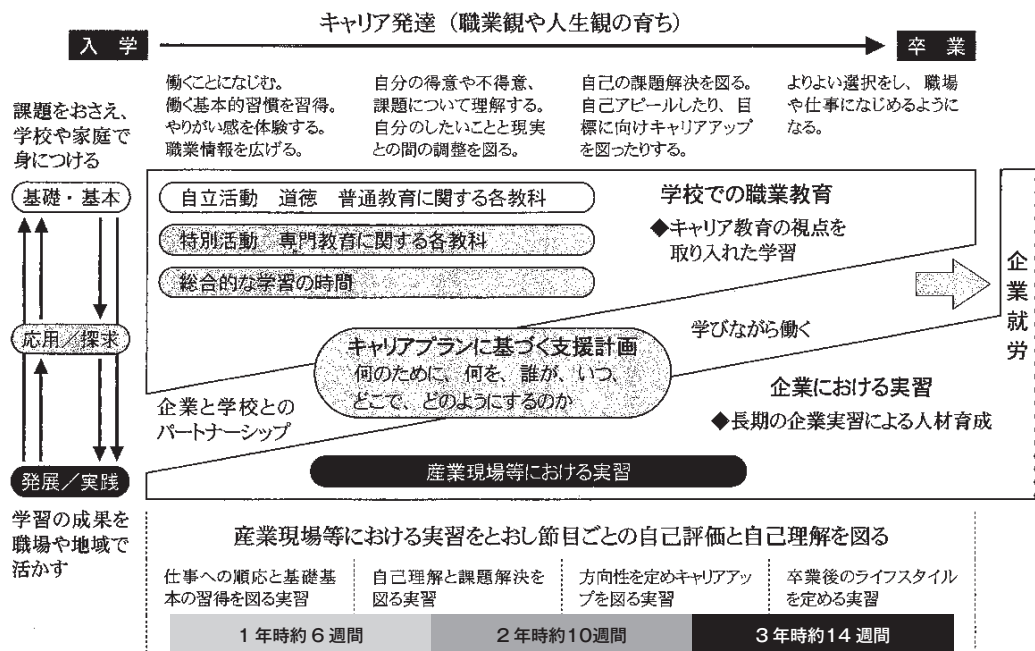 キャリア発達（職業観や人生観の育ち）
入 学
卒 業
働くことになじむ。
働く基本的習慣を習得。
やりがい感を体験する。
職業情報を広げる。
自分の得意や不得意、
課題について理解する。
自分のしたいことと現実
との間の調整を図る。
自己の課題解決を図る。
自己アピールしたり、目
標に向けキャリアアップ
を図ったりする。
よりよい選択をし、職場
や仕事になじめるように
なる。
課題をおさえ、
学校や家庭で
身につける
基礎・基本
応用／探求
発展／実践
学習の成果を
職場や地域で
活かす
自立活動 道徳 普通教育に関する各教科
特別活動 専門教育に関する各教科
総合的な学習の時間
学校での職業教育
◆キャリア教育の視点を
取り入れた学習
キャリアプランに基づく支援計画
何のために、何を、誰が、いつ、
どこで、どのようにするのか
学びながら働く
企業と学校との
パートナーシップ
企業における実習
◆長期の企業実習による人材育成
産業現場等における実習
企業就労
産業現場等における実習をとおし節目ごとの自己評価と自己理解を図る
仕事への順応と基礎基
本の習得を図る実習
自己理解と課題解決を
図る実習
方向性を定めキャリアアッ
プを図る実習
卒業後のライフスタイル
を定める実習
1年時約6週間
2年時約10週間
3年時約14週間